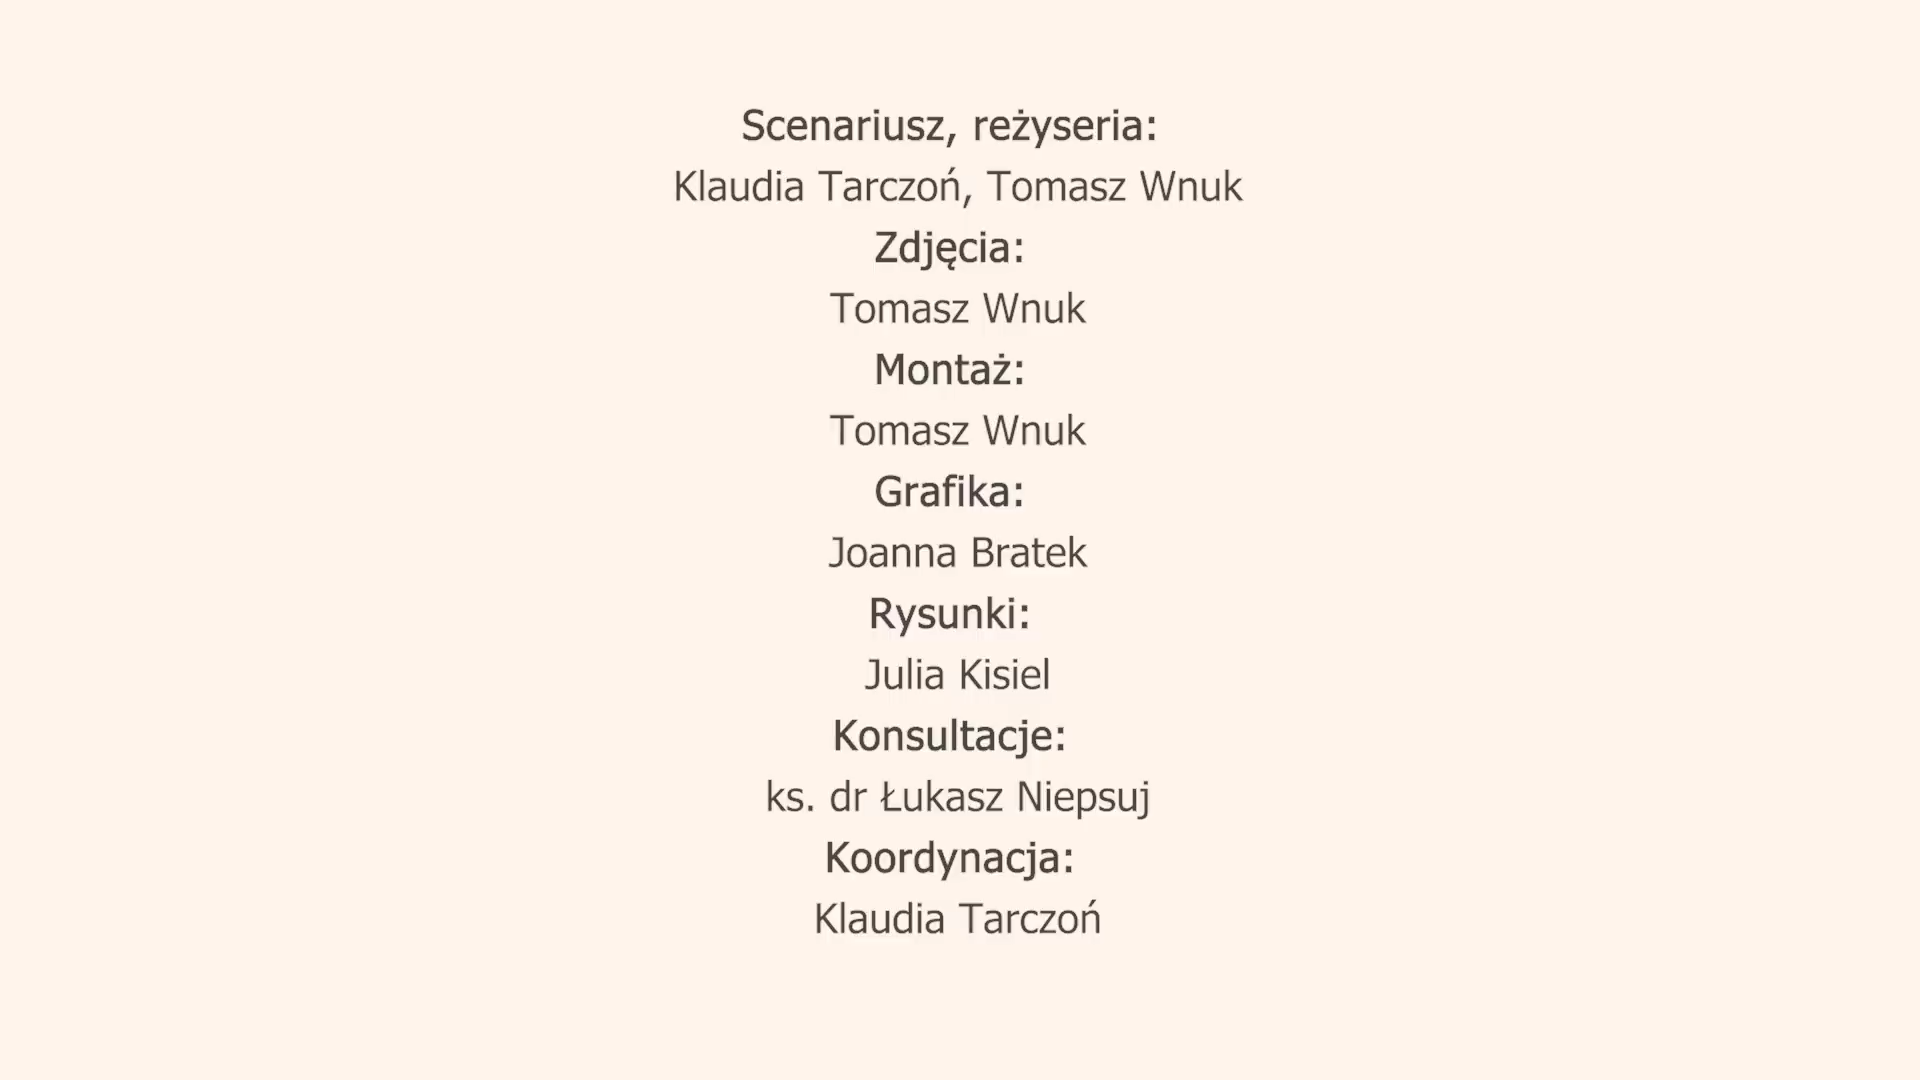 Scenariusz, reżyseria:
Klaudia Tarczoń, Tomasz Wnuk
Zdjęcia:
Tomasz Wnuk
Montaż:
Tomasz Wnuk
Grafika:
Joanna Bratek
Rysunki:
Julia Kisiel
Konsultacje:
ks. dr Łukasz Niepsuj
Koordynacja:
Klaudia Tarczoń